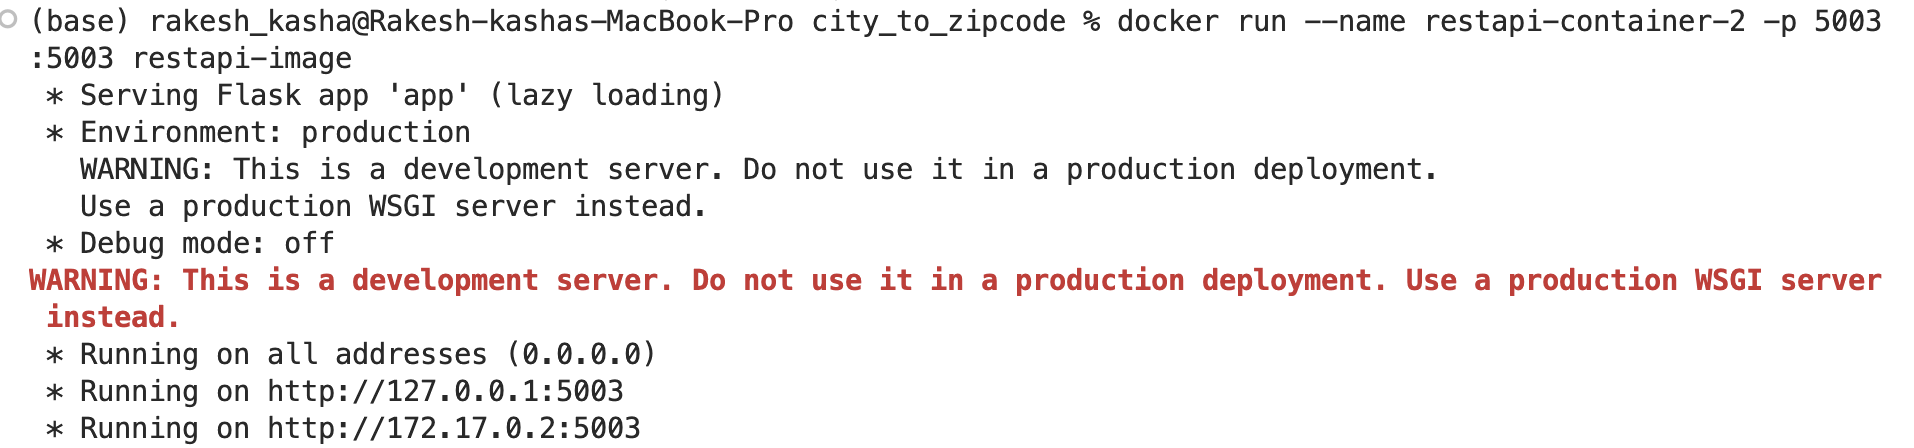 (base) rakesh_kasha@Rakesh-kashas-MacBook-Pro city_to_zipcode % docker run --name restapi-container-2 -p 5003
:5003 restapi-image
 * Serving Flask app 'app' (lazy loading)
 * Environment: production
   WARNING: This is a development server. Do not use it in a production deployment.
   Use a production WSGI server instead.
 * Debug mode: off
WARNING: This is a development server. Do not use it in a production deployment. Use a production WSGI server
 instead.
 * Running on all addresses (0.0.0.0)
 * Running on http://127.0.0.1:5003
 * Running on http://172.17.0.2:5003